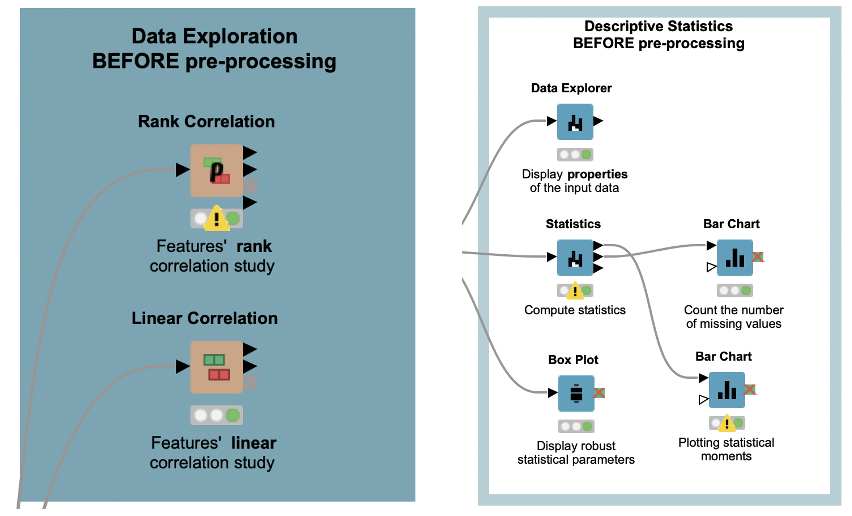 Data Exploration
BEFORE pre-processing
Rank Correlation
ρ
!
Features' rank
correlation study
Linear Correlation
Features' linear
correlation study
Descriptive Statistics
BEFORE pre-processing
Data Explorer
Display properties
of the input data
Statistics
!
Compute statistics
Bar Chart
Count the number
of missing values
Box Plot
Display robust
statistical parameters
Bar Chart
!
Plotting statistical
moments